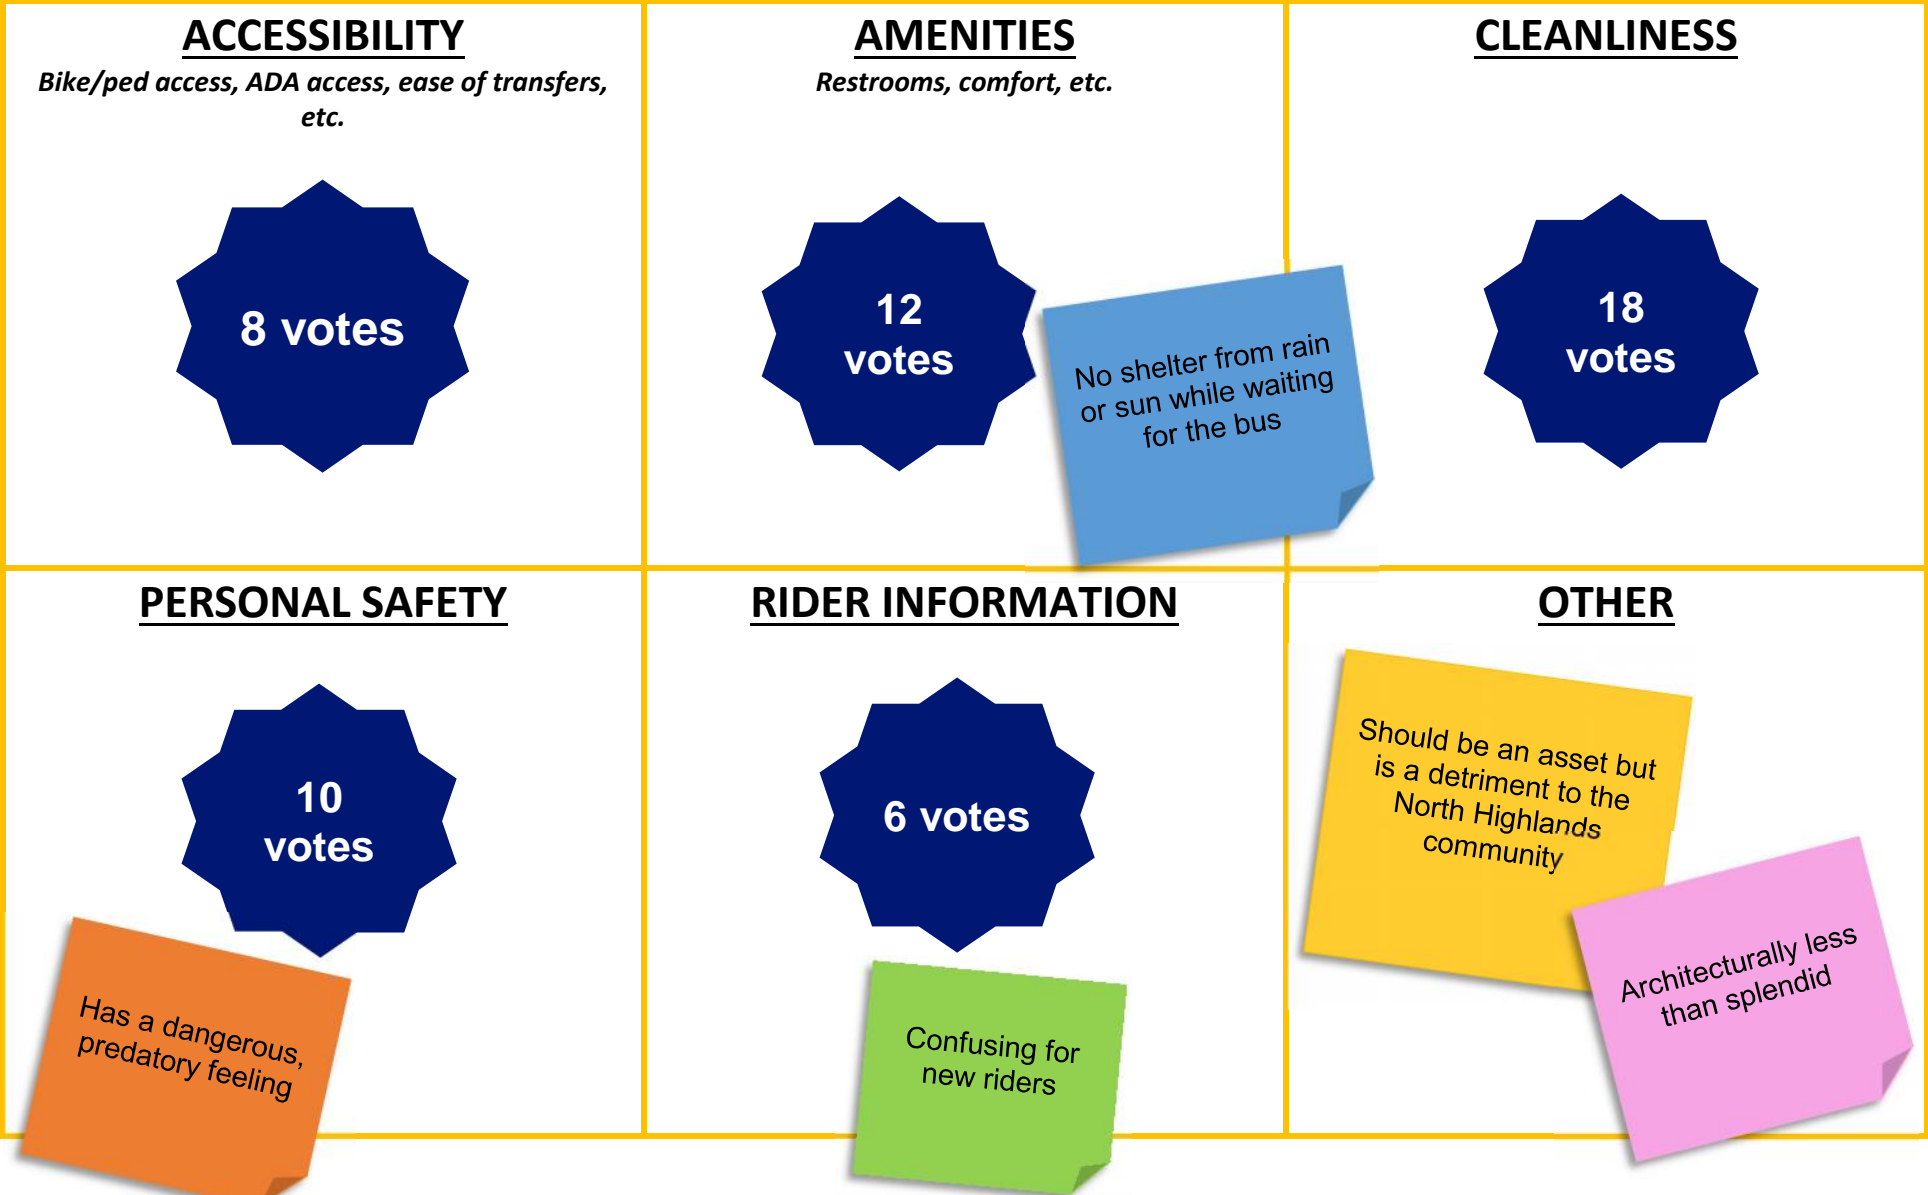 ACCESSIBILITY
Bike/ped access, ADA access, ease of transfers,
etc.
8 votes
AMENITIES
Restrooms, comfort, etc.
12
votes
No shelter from rain
or sun while waiting
for the bus
CLEANLINESS
18
votes
PERSONAL SAFETY
10
votes
Has a dangerous,
predatory feeling
RIDER INFORMATION
6 votes
Confusing for
new riders
OTHER
Should be an asset but
is a detriment to the
North Highlands
community
Architecturally less
than splendid